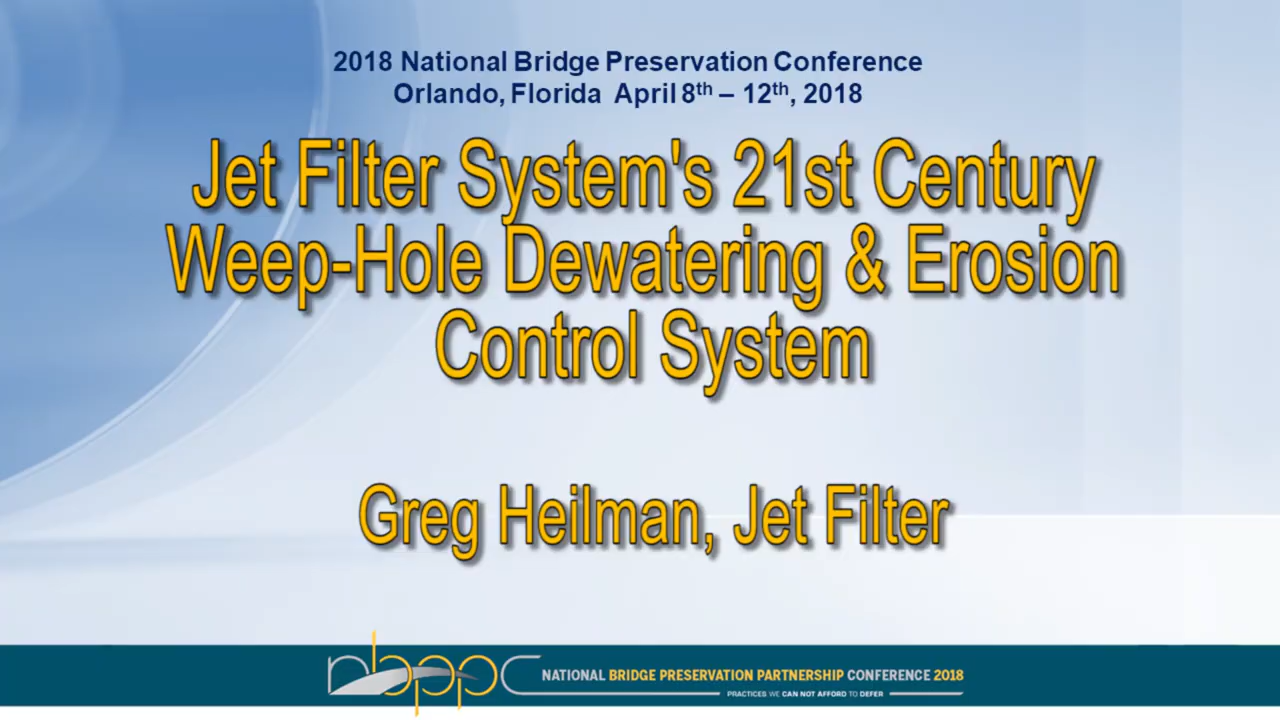 2018 National Bridge Preservation Conference
Orlando, Florida April 8th – 12th, 2018
Jet Filter System's 21st Century
Weep-Hole Dewatering & Erosion
Control System
Greg Heilman, Jet Filter
nbppc
NATIONAL BRIDGE PRESERVATION PARTNERSHIP CONFERENCE 2018
PRACTICES WE CAN NOT AFFORD TO DEFER